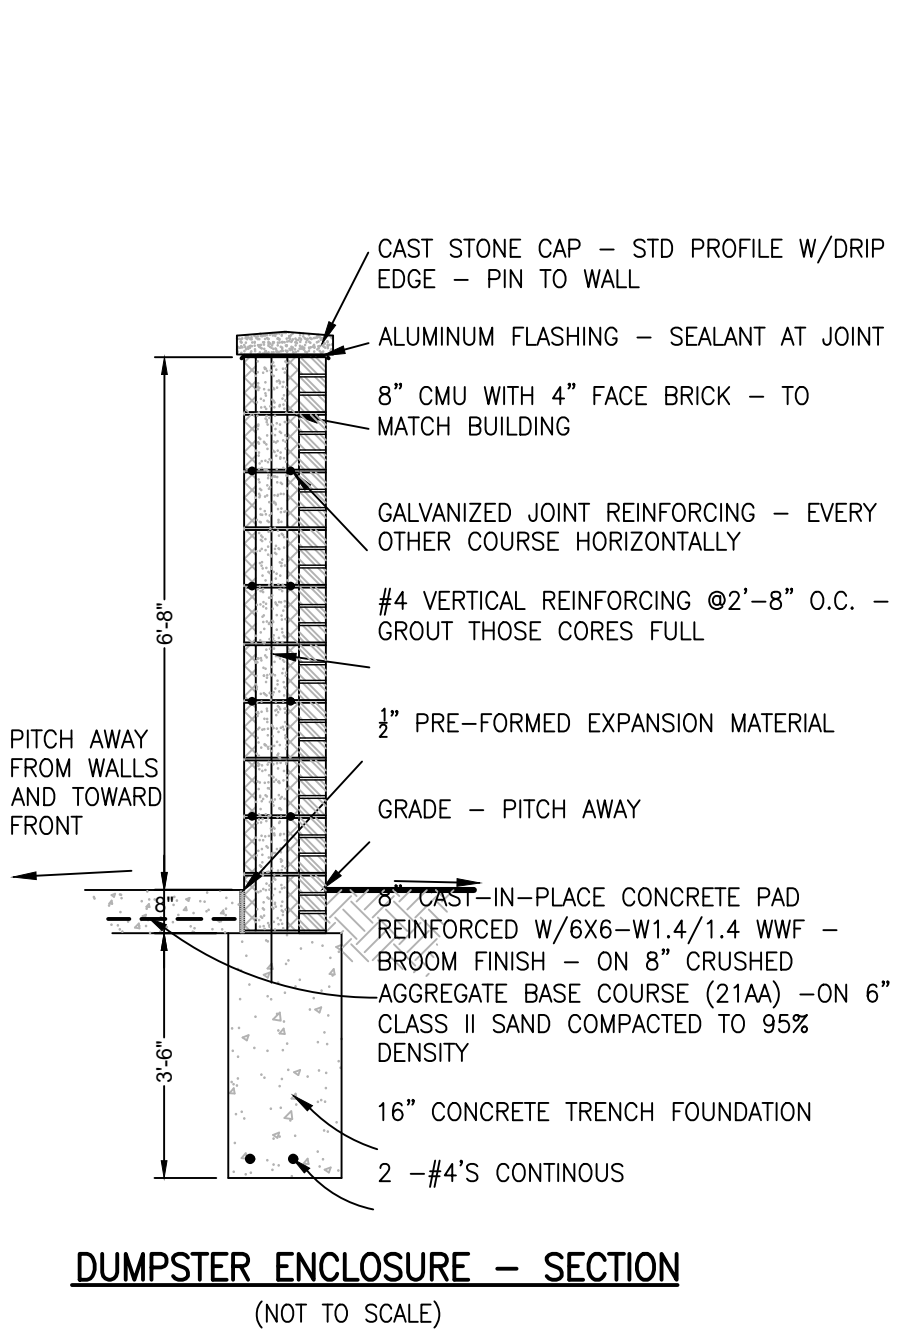 CAST STONE CAP – STD PROFILE W/DRIP
EDGE – PIN TO WALL
ALUMINUM FLASHING – SEALANT AT JOINT
8” CMU WITH 4” FACE BRICK – TO
MATCH BUILDING
GALVANIZED JOINT REINFORCING – EVERY
OTHER COURSE HORIZONTALLY
#4 VERTICAL REINFORCING @2’–8” O.C. –
GROUT THOSE CORES FULL
6'-8"
½” PRE–FORMED EXPANSION MATERIAL
PITCH AWAY
FROM WALLS
AND TOWARD
FRONT
GRADE – PITCH AWAY
8"
8” CAST–IN–PLACE CONCRETE PAD
REINFORCED W/6X6–W1.4/1.4 WWF –
BROOM FINISH – ON 8” CRUSHED
AGGREGATE BASE COURSE (21AA) –ON 6”
CLASS II SAND COMPACTED TO 95%
DENSITY
3'-6"
16” CONCRETE TRENCH FOUNDATION
2 –#4’S CONTINOUS
DUMPSTER ENCLOSURE – SECTION
(NOT TO SCALE)